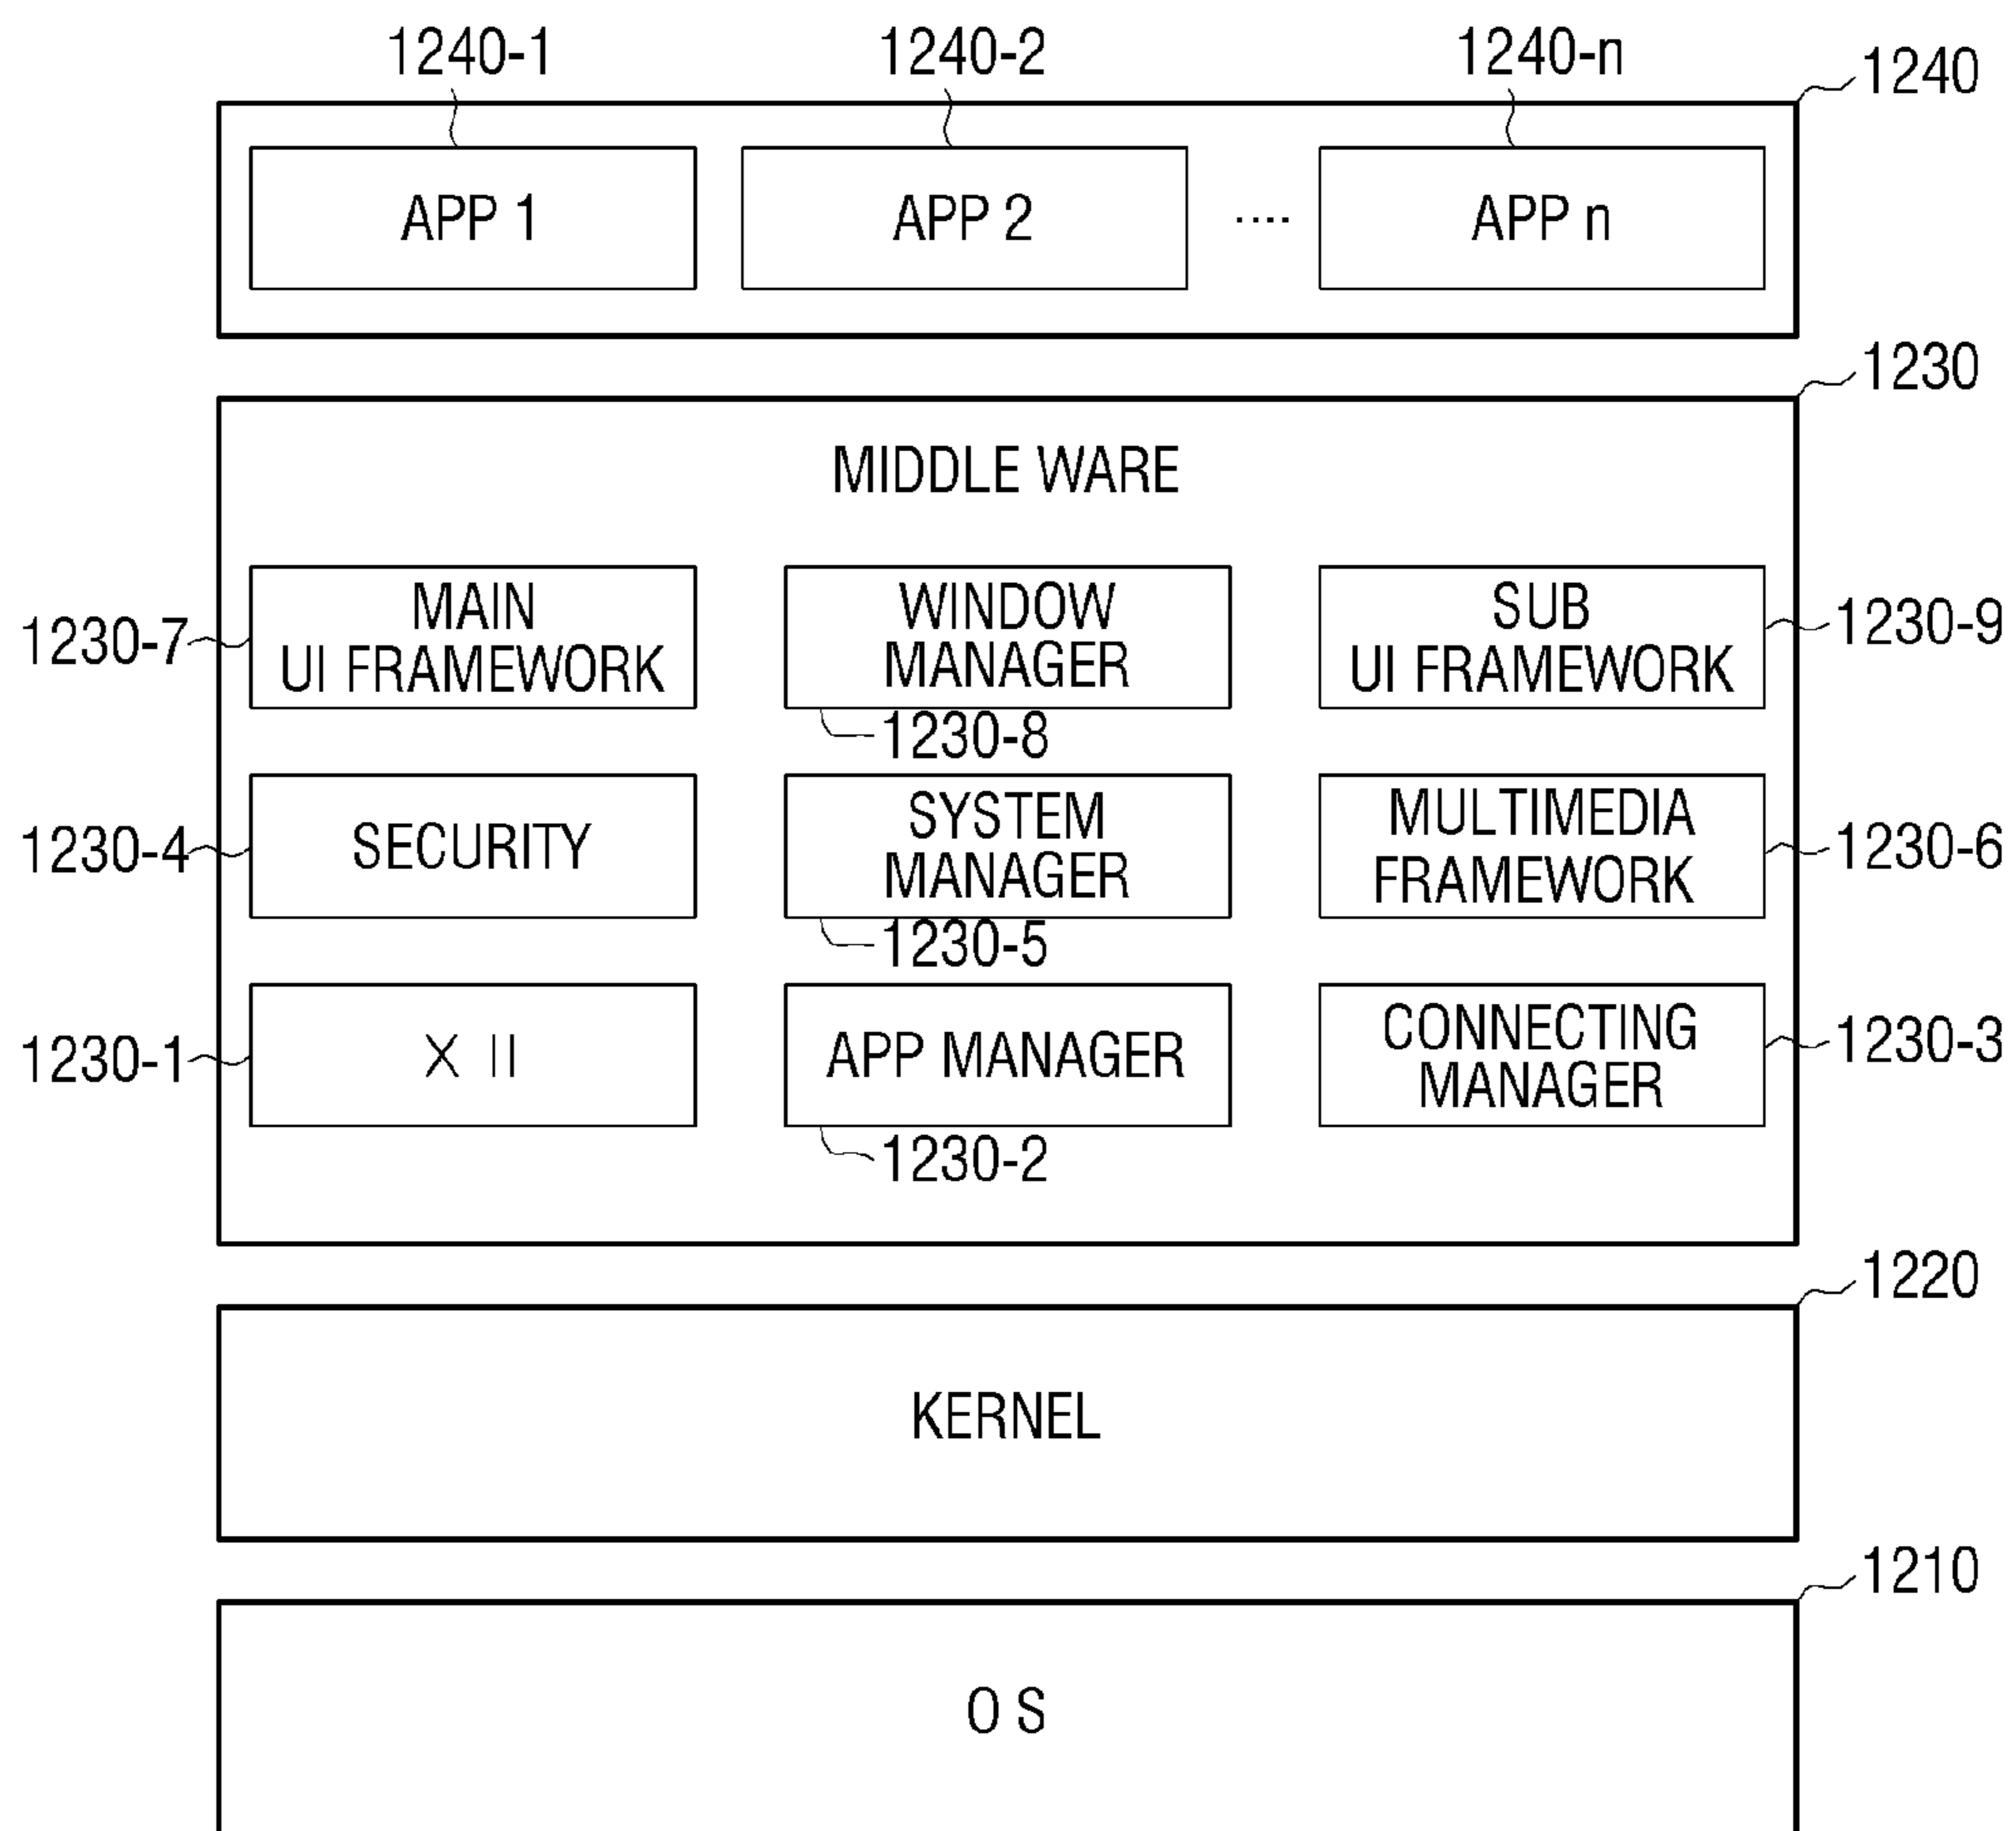 1240-1 1240-2 1240-n 1240
APP 1 APP 2 .... APP n
1230
MIDDLE WARE
MAIN
UI FRAMEWORK
WINDOW
MANAGER
SUB
UI FRAMEWORK
1230-7
1230-9
1230-8
SECURITY
SYSTEM
MANAGER
MULTIMEDIA
FRAMEWORK
1230-4
1230-6
1230-5
X II
APP MANAGER
CONNECTING
MANAGER
1230-1
1230-3
1230-2
1220
KERNEL
1210
O S